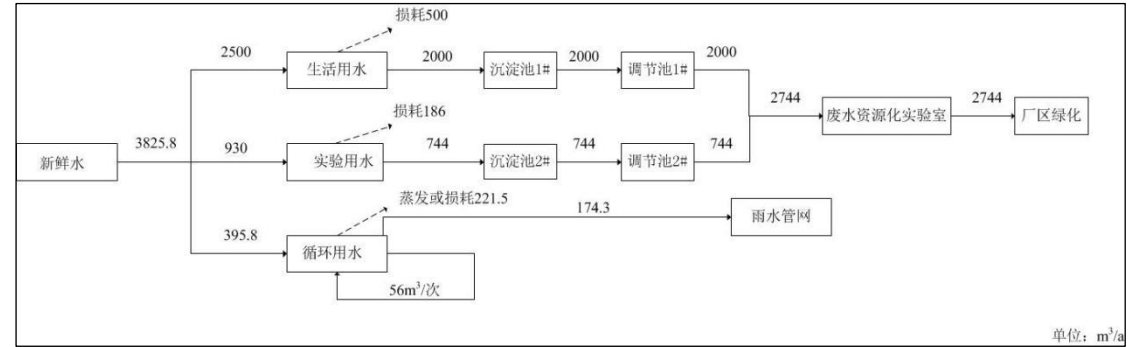 损耗500
2500
生活用水
2000
沉淀池1#
2000
调节池1#
2000
2744
废水资源化实验室
2744
厂区绿化
损耗186
新鲜水
3825.8
930
实验用水
744
沉淀池2#
744
调节池2#
744
蒸发或损耗221.5
174.3
雨水管网
395.8
循环用水
56m³/次
单位：m³/a